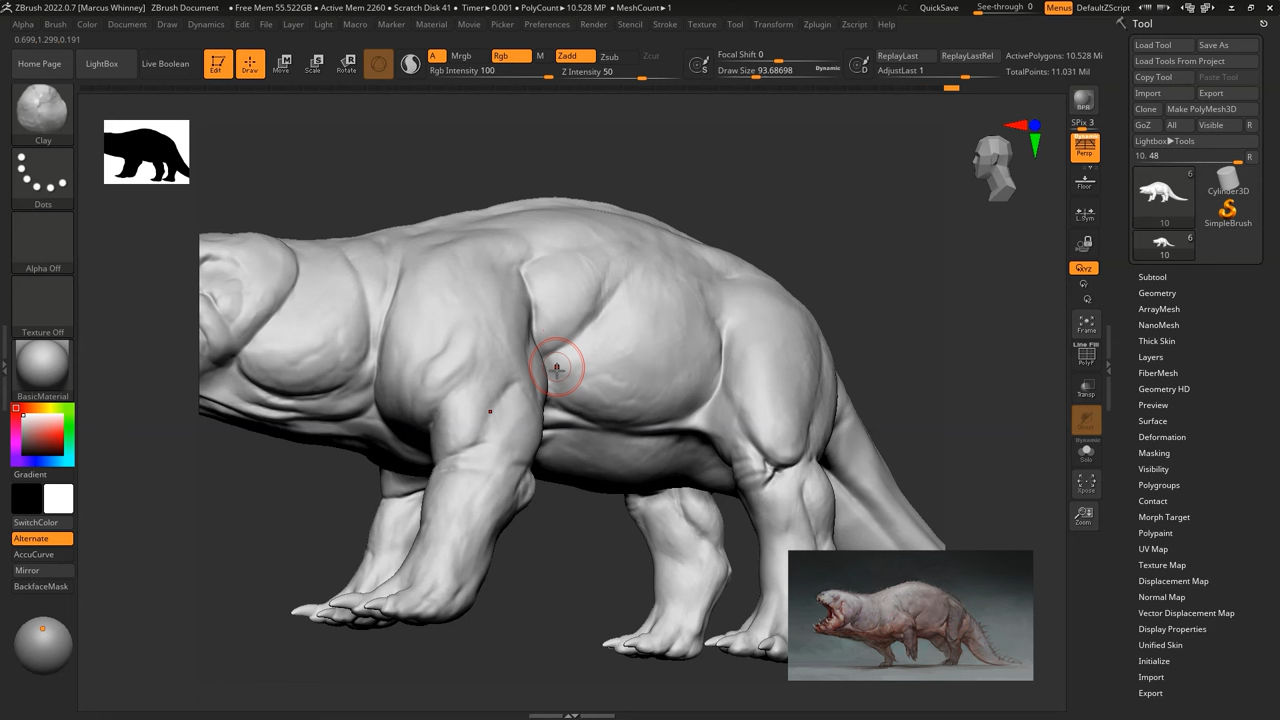 ZBrush 2022.0.7 [Marcus Whinney] ZBrush Document ● Free Mem 55.522GB ● Active Mem 2260 ● Scratch Disk 41 ● Timer▶0.001 ● PolyCount▶10.528 MP ● MeshCount▶1 AC QuickSave See-through 0 Menus DefaultZScript
Alpha Brush Color Document Draw Dynamics Edit File Layer Light Macro Marker Material Movie Picker Preferences Render Stencil Stroke Texture Tool Transform Zplugin Zscript Help
0.699,1.299,0.191
Home Page LightBox Live Boolean
Edit Draw Move Scale Rotate
A Mrgb Rgb M Zadd Zsub Zcut
Rgb Intensity 100 Z Intensity 50
S Focal Shift 0
Draw Size 93.68698 Dynamic
D ReplayLast ReplayLastRel
AdjustLast 1
ActivePolygons: 10.528 Mi
TotalPoints: 11.031 Mil
Clay
Dots
Alpha Off
Texture Off
BasicMaterial
Gradient
SwitchColor
Alternate
AccuCurve
Mirror
BackfaceMask
BPR
SPix 3
Dynamic
Persp
Floor
L.Sym
XYZ
Frame
Line Fill
PolyF
Transp
Dynamic
Solo
Xpose
Zoom
Tool
Load Tool Save As
Load Tools From Project
Copy Tool Paste Tool
Import Export
Clone Make PolyMesh3D
GoZ All Visible R
Lightbox▶Tools
10. 48 R
6
10
Cylinder3D
SimpleBrush
6
10
Subtool
Geometry
ArrayMesh
NanoMesh
Thick Skin
Layers
FiberMesh
Geometry HD
Preview
Surface
Deformation
Masking
Visibility
Polygroups
Contact
Morph Target
Polypaint
UV Map
Texture Map
Displacement Map
Normal Map
Vector Displacement Map
Display Properties
Unified Skin
Initialize
Import
Export